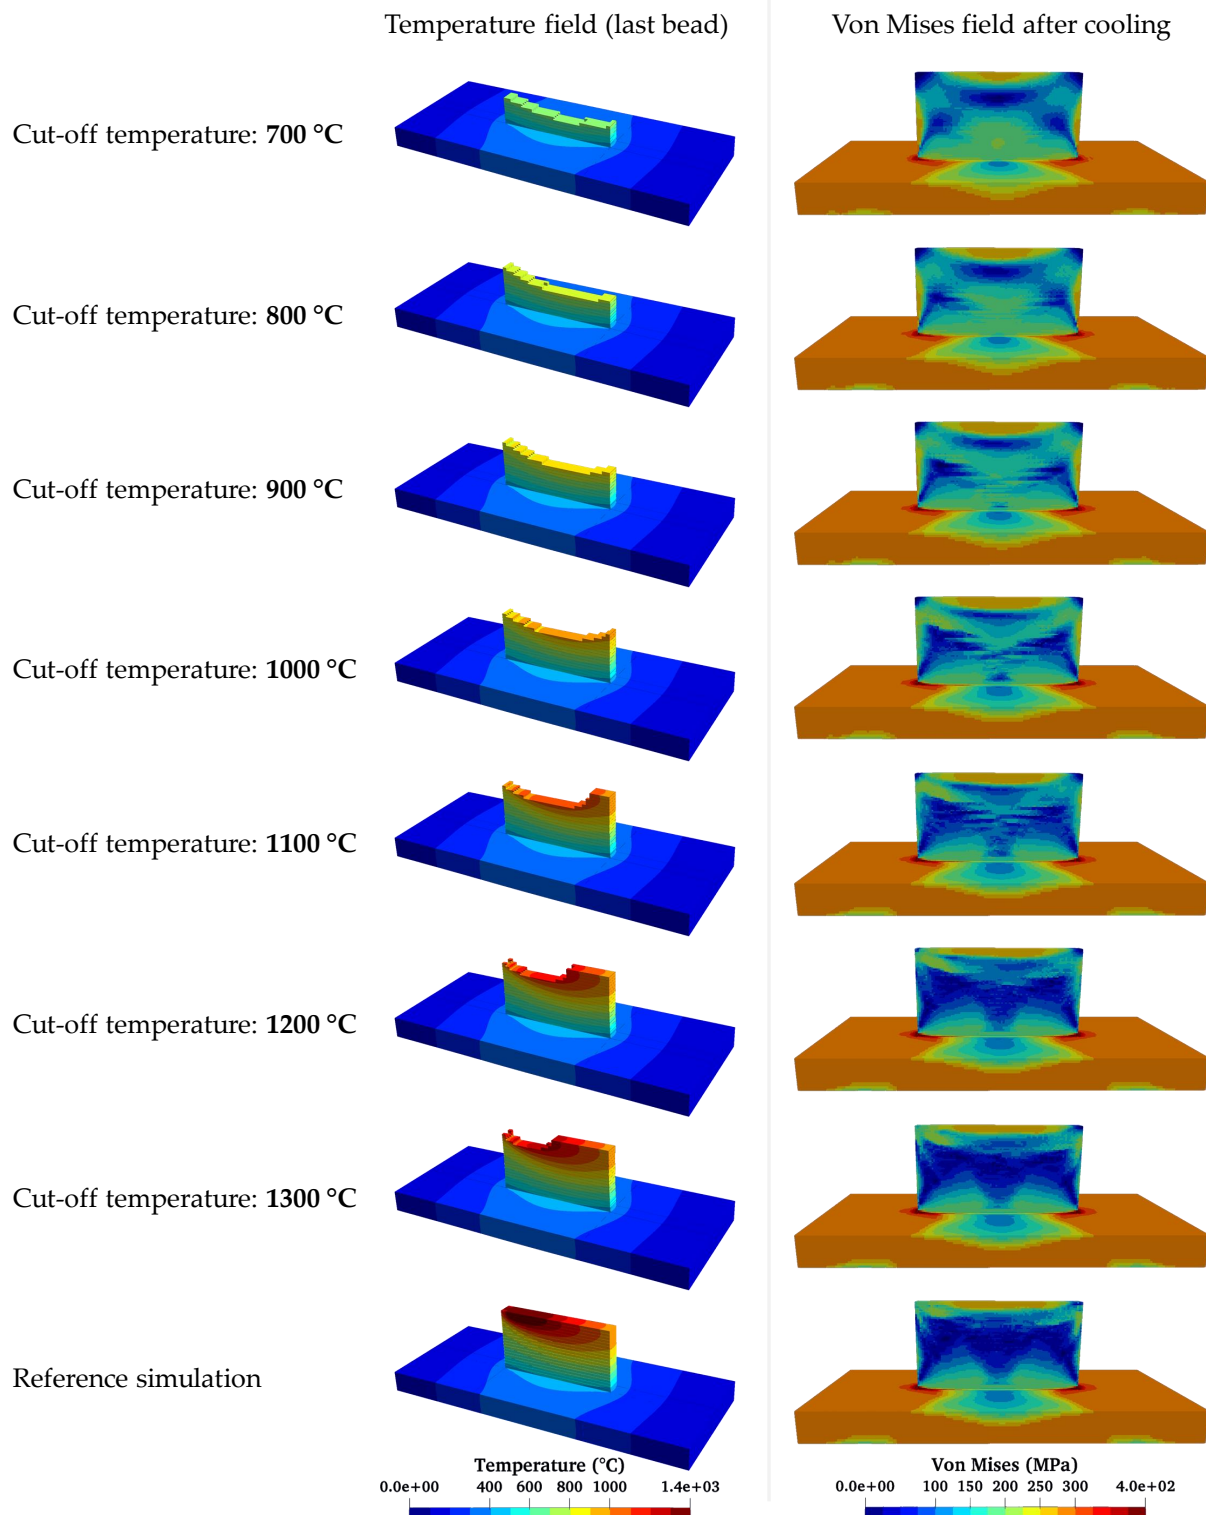 Temperature field (last bead) Von Mises field after cooling
Cut-off temperature: 700 °C
Cut-off temperature: 800 °C
Cut-off temperature: 900 °C
Cut-off temperature: 1000 °C
Cut-off temperature: 1100 °C
Cut-off temperature: 1200 °C
Cut-off temperature: 1300 °C
Reference simulation
Temperature (°C) Von Mises (MPa)
0.0e+00 400 600 800 1000 1.4e+03 0.0e+00 100 150 200 250 300 4.0e+02